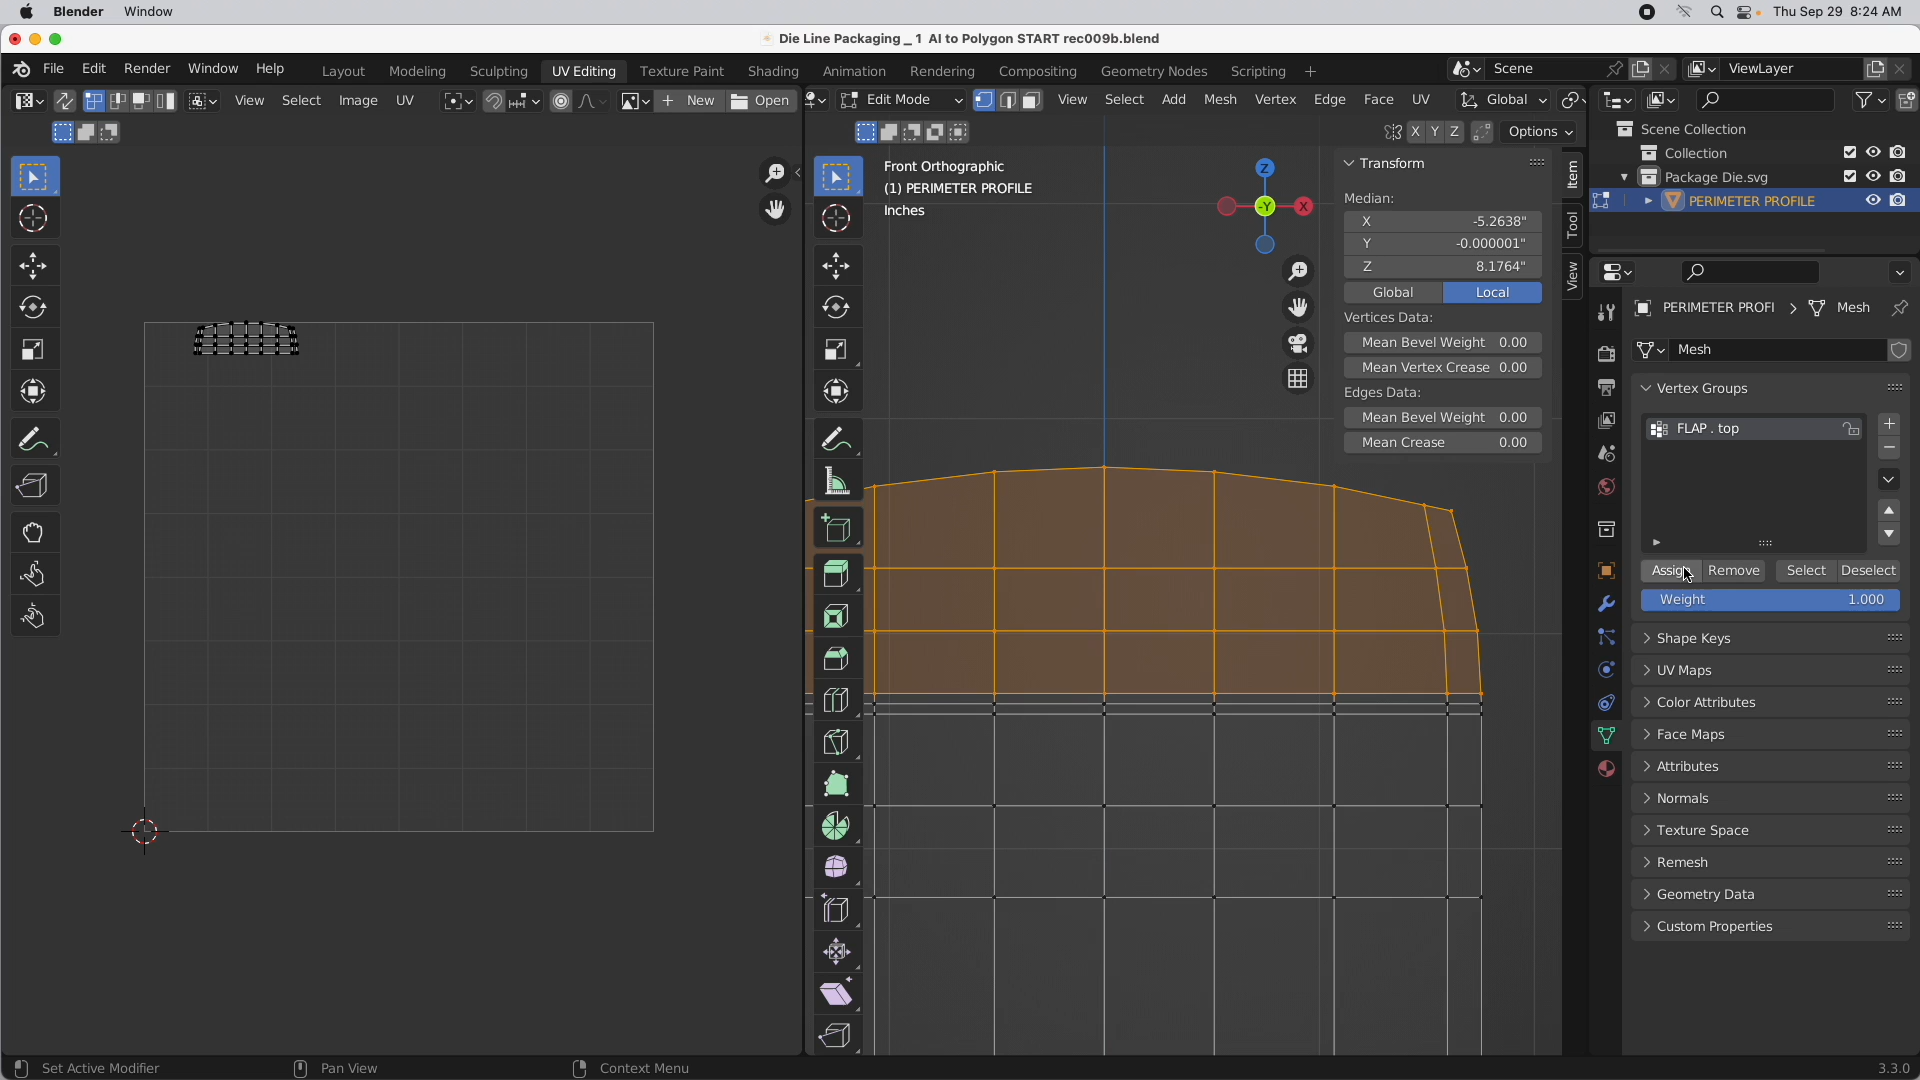 Blender Window Thu Sep 29 8:24 AM
Die Line Packaging _ 1 AI to Polygon START rec009b.blend
File Edit Render Window Help Layout Modeling Sculpting UV Editing Texture Paint Shading Animation Rendering Compositing Geometry Nodes Scripting + Scene ViewLayer
View Select Image UV + New Open Edit Mode View Select Add Mesh Vertex Edge Face UV Global
X Y Z Options
Scene Collection
Collection
Package Die.svg
PERIMETER PROFILE
Front Orthographic
(1) PERIMETER PROFILE
Inches
Z
-Y
X
Transform
Median:
X -5.2638"
Y -0.000001"
Z 8.1764"
Global Local
Vertices Data:
Mean Bevel Weight 0.00
Mean Vertex Crease 0.00
Edges Data:
Mean Bevel Weight 0.00
Mean Crease 0.00
Item
Tool
View
PERIMETER PROFI > Mesh
Mesh
Vertex Groups
FLAP . top
Assign Remove Select Deselect
Weight 1.000
Shape Keys
UV Maps
Color Attributes
Face Maps
Attributes
Normals
Texture Space
Remesh
Geometry Data
Custom Properties
Set Active Modifier Pan View Context Menu 3.3.0